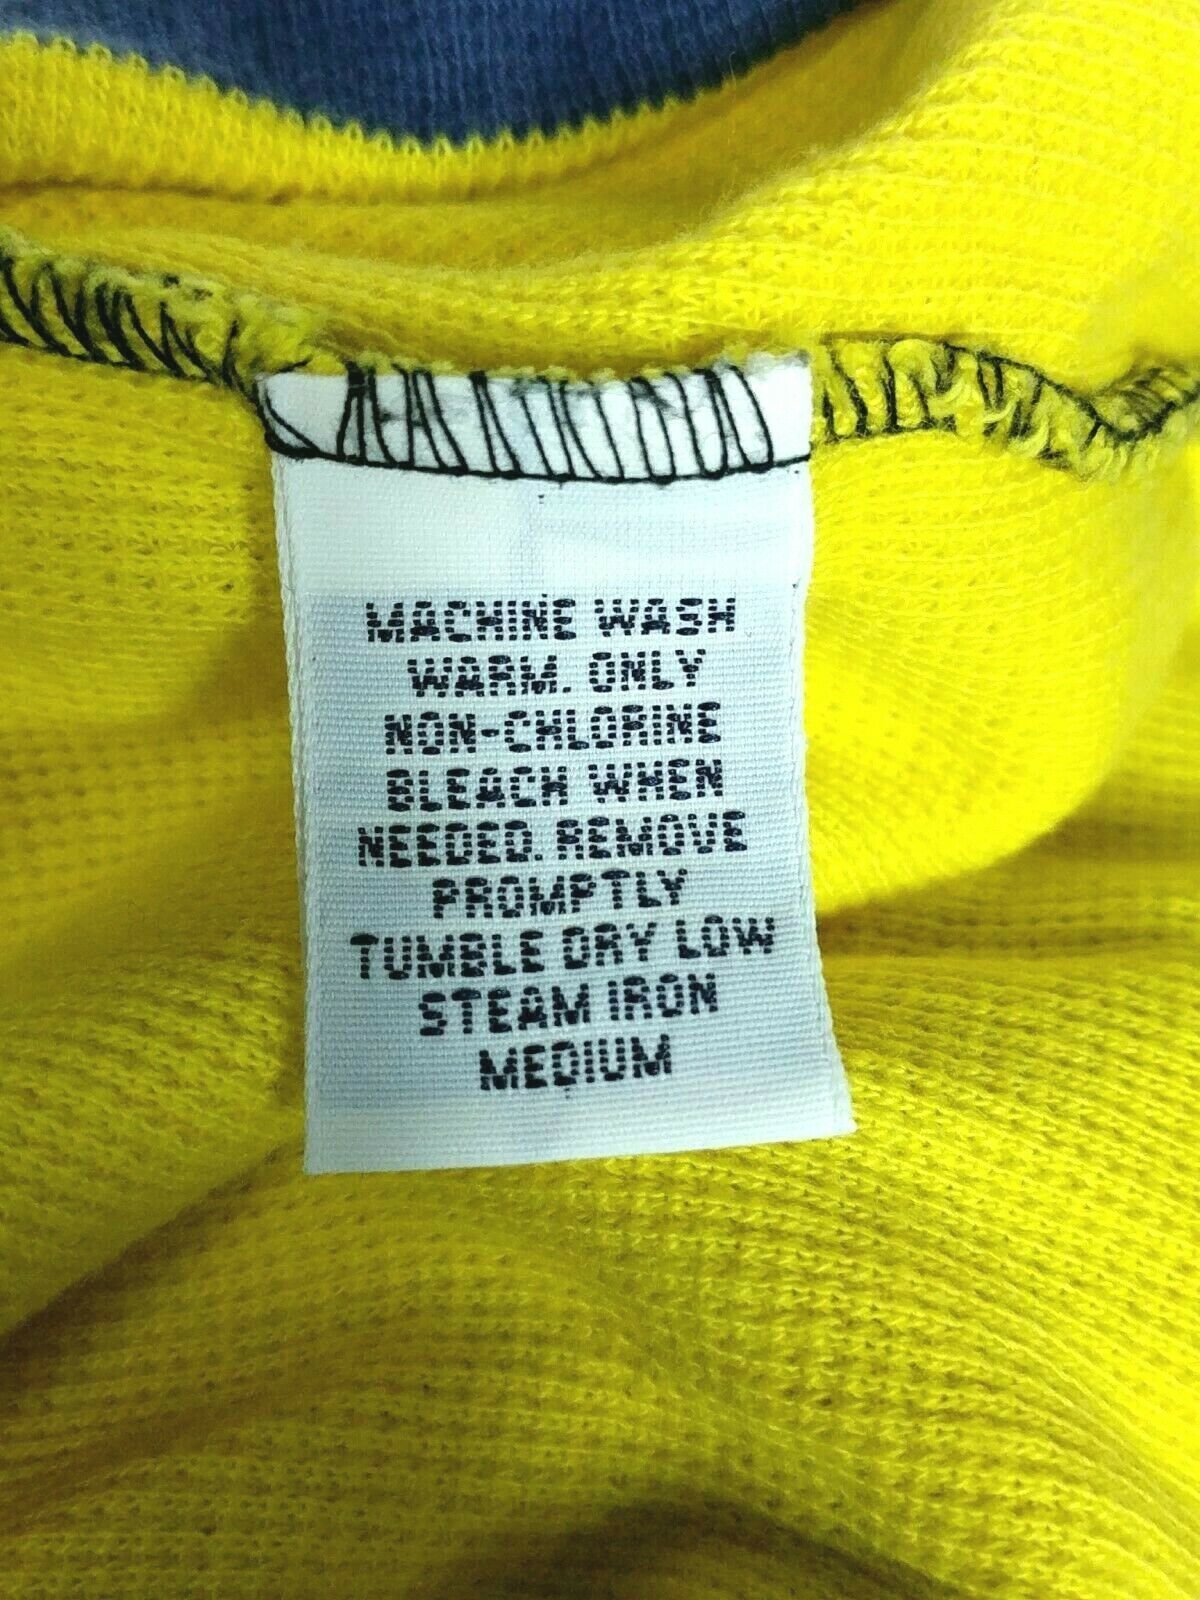 MACHINE WASH
WARM. ONLY
NON-CHLORINE
BLEACH WHEN
NEEDED. REMOVE
PROMPTLY
TUMBLE DRY LOW
STEAM IRON
MEDIUM